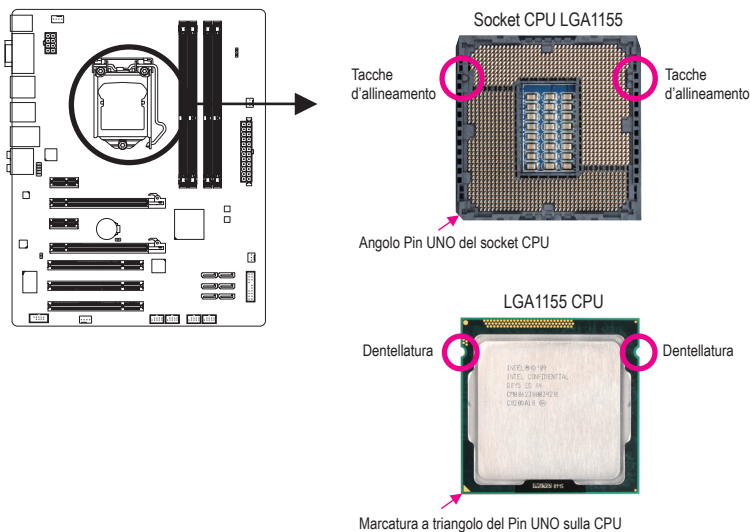 Socket CPU LGA1155
Tacche
d'allineamento
Tacche
d'allineamento
Angolo Pin UNO del socket CPU
LGA1155 CPU
Dentellatura
Dentellatura
INTEL CONFIDENTIAL
Marcatura a triangolo del Pin UNO sulla CPU